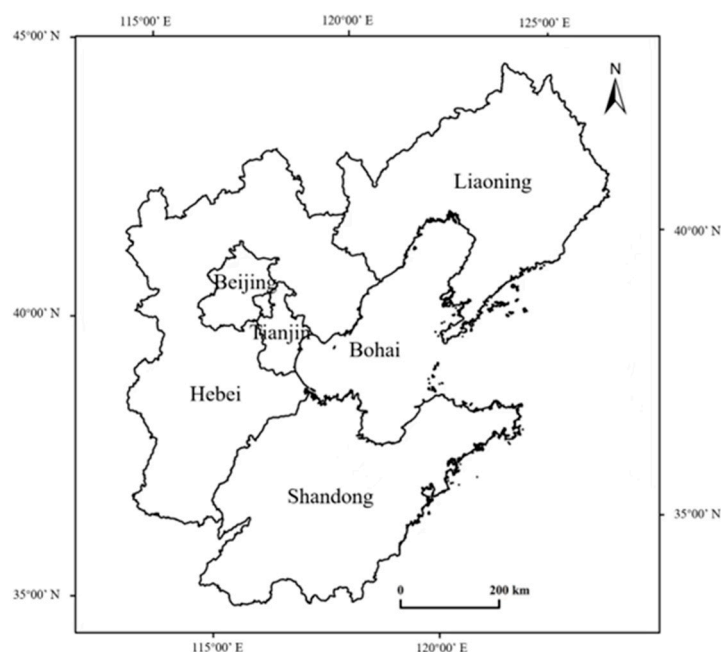 115°00' E 120°00' E 125°00' E
45°00' N
N
Liaoning
40°00' N
Beijing
40°00' N
Tianjin
Bohai
Hebei
Shandong
35°00' N
0 200 km
35°00' N
115°00' E 120°00' E